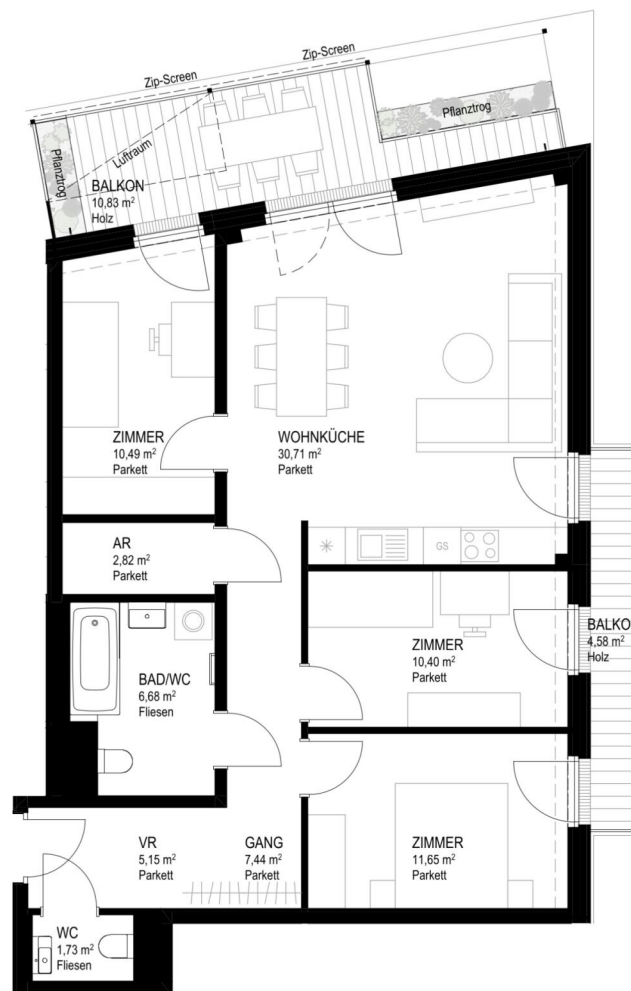 Zip-Screen
Zip-Screen
Pflanztrog
Pflanztrog
Luftraum
BALKON
10,83 m²
Holz
ZIMMER
10,49 m²
Parkett
WOHNKÜCHE
30,71 m²
Parkett
AR
2,82 m²
Parkett
GS
BALKO
4,58 m²
Holz
ZIMMER
10,40 m²
Parkett
BAD/WC
6,68 m²
Fliesen
VR
5,15 m²
Parkett
GANG
7,44 m²
Parkett
ZIMMER
11,65 m²
Parkett
WC
1,73 m²
Fliesen